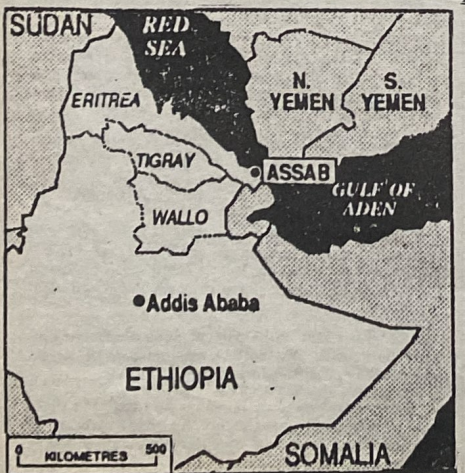 SUDAN
RED
SEA
ERITREA
N.
YEMEN
S.
YEMEN
TIGRAY
ASSAB
WALLO
GULF OF
ADEN
Addis Ababa
ETHIOPIA
0 KILOMETRES 500
SOMALIA